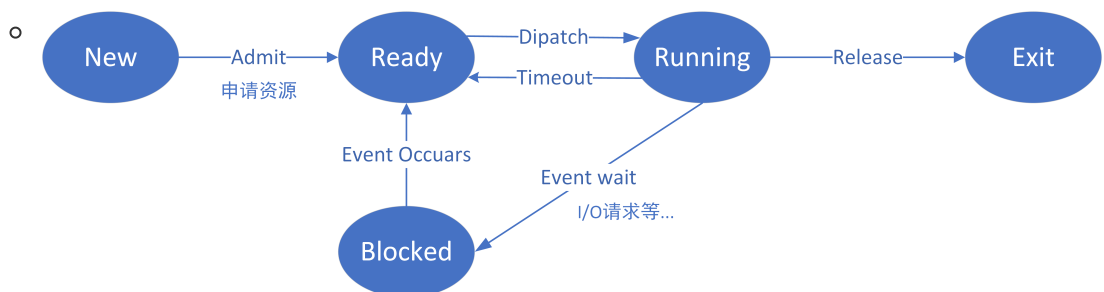 New
Admit
申请资源
Ready
Dipatch
Timeout
Running
Release
Exit
Event Occuars
Event wait
I/O请求等...
Blocked